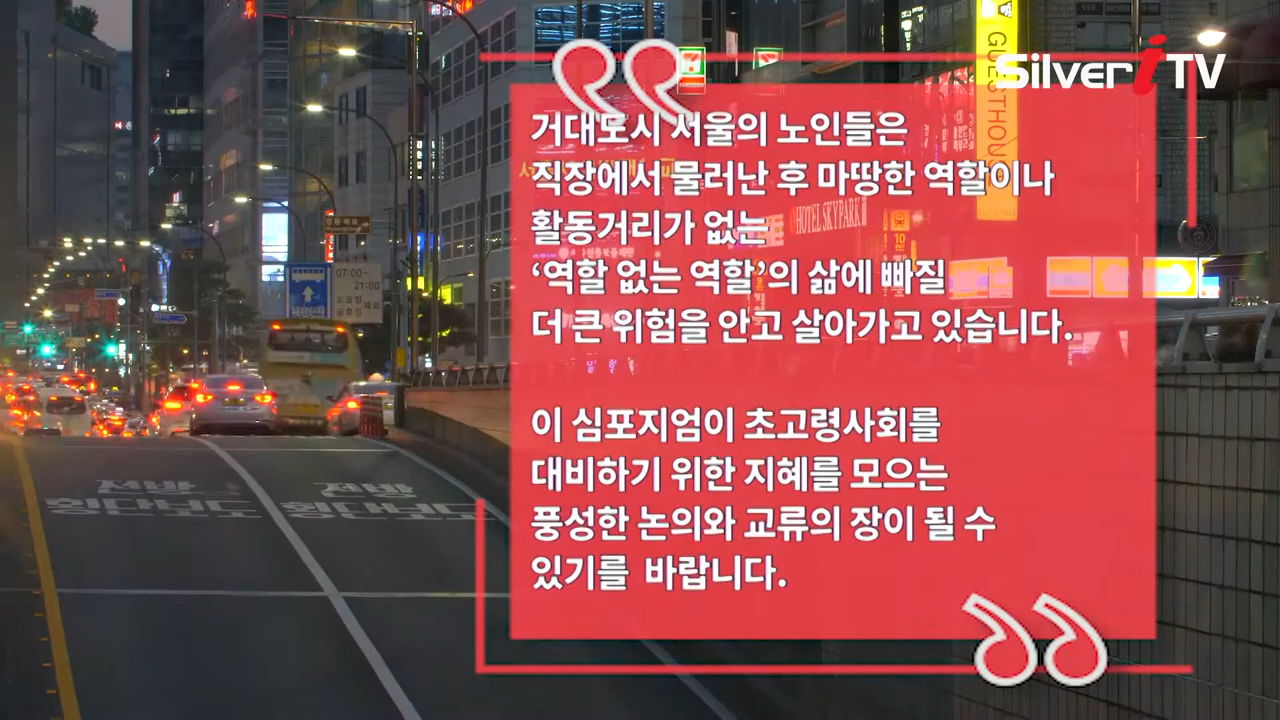 Silver i TV
거대도시 서울의 노인들은
직장에서 물러난 후 마땅한 역할이나
활동거리가 없는
‘역할 없는 역할’의 삶에 빠질
더 큰 위험을 안고 살아가고 있습니다.
이 심포지엄이 초고령사회를
대비하기 위한 지혜를 모으는
풍성한 논의와 교류의 장이 될 수
있기를 바랍니다.
GUESTHOUSE
HOTEL SKYPARK
07:00~
21:00
전방 전방
횡단보도 횡단보도